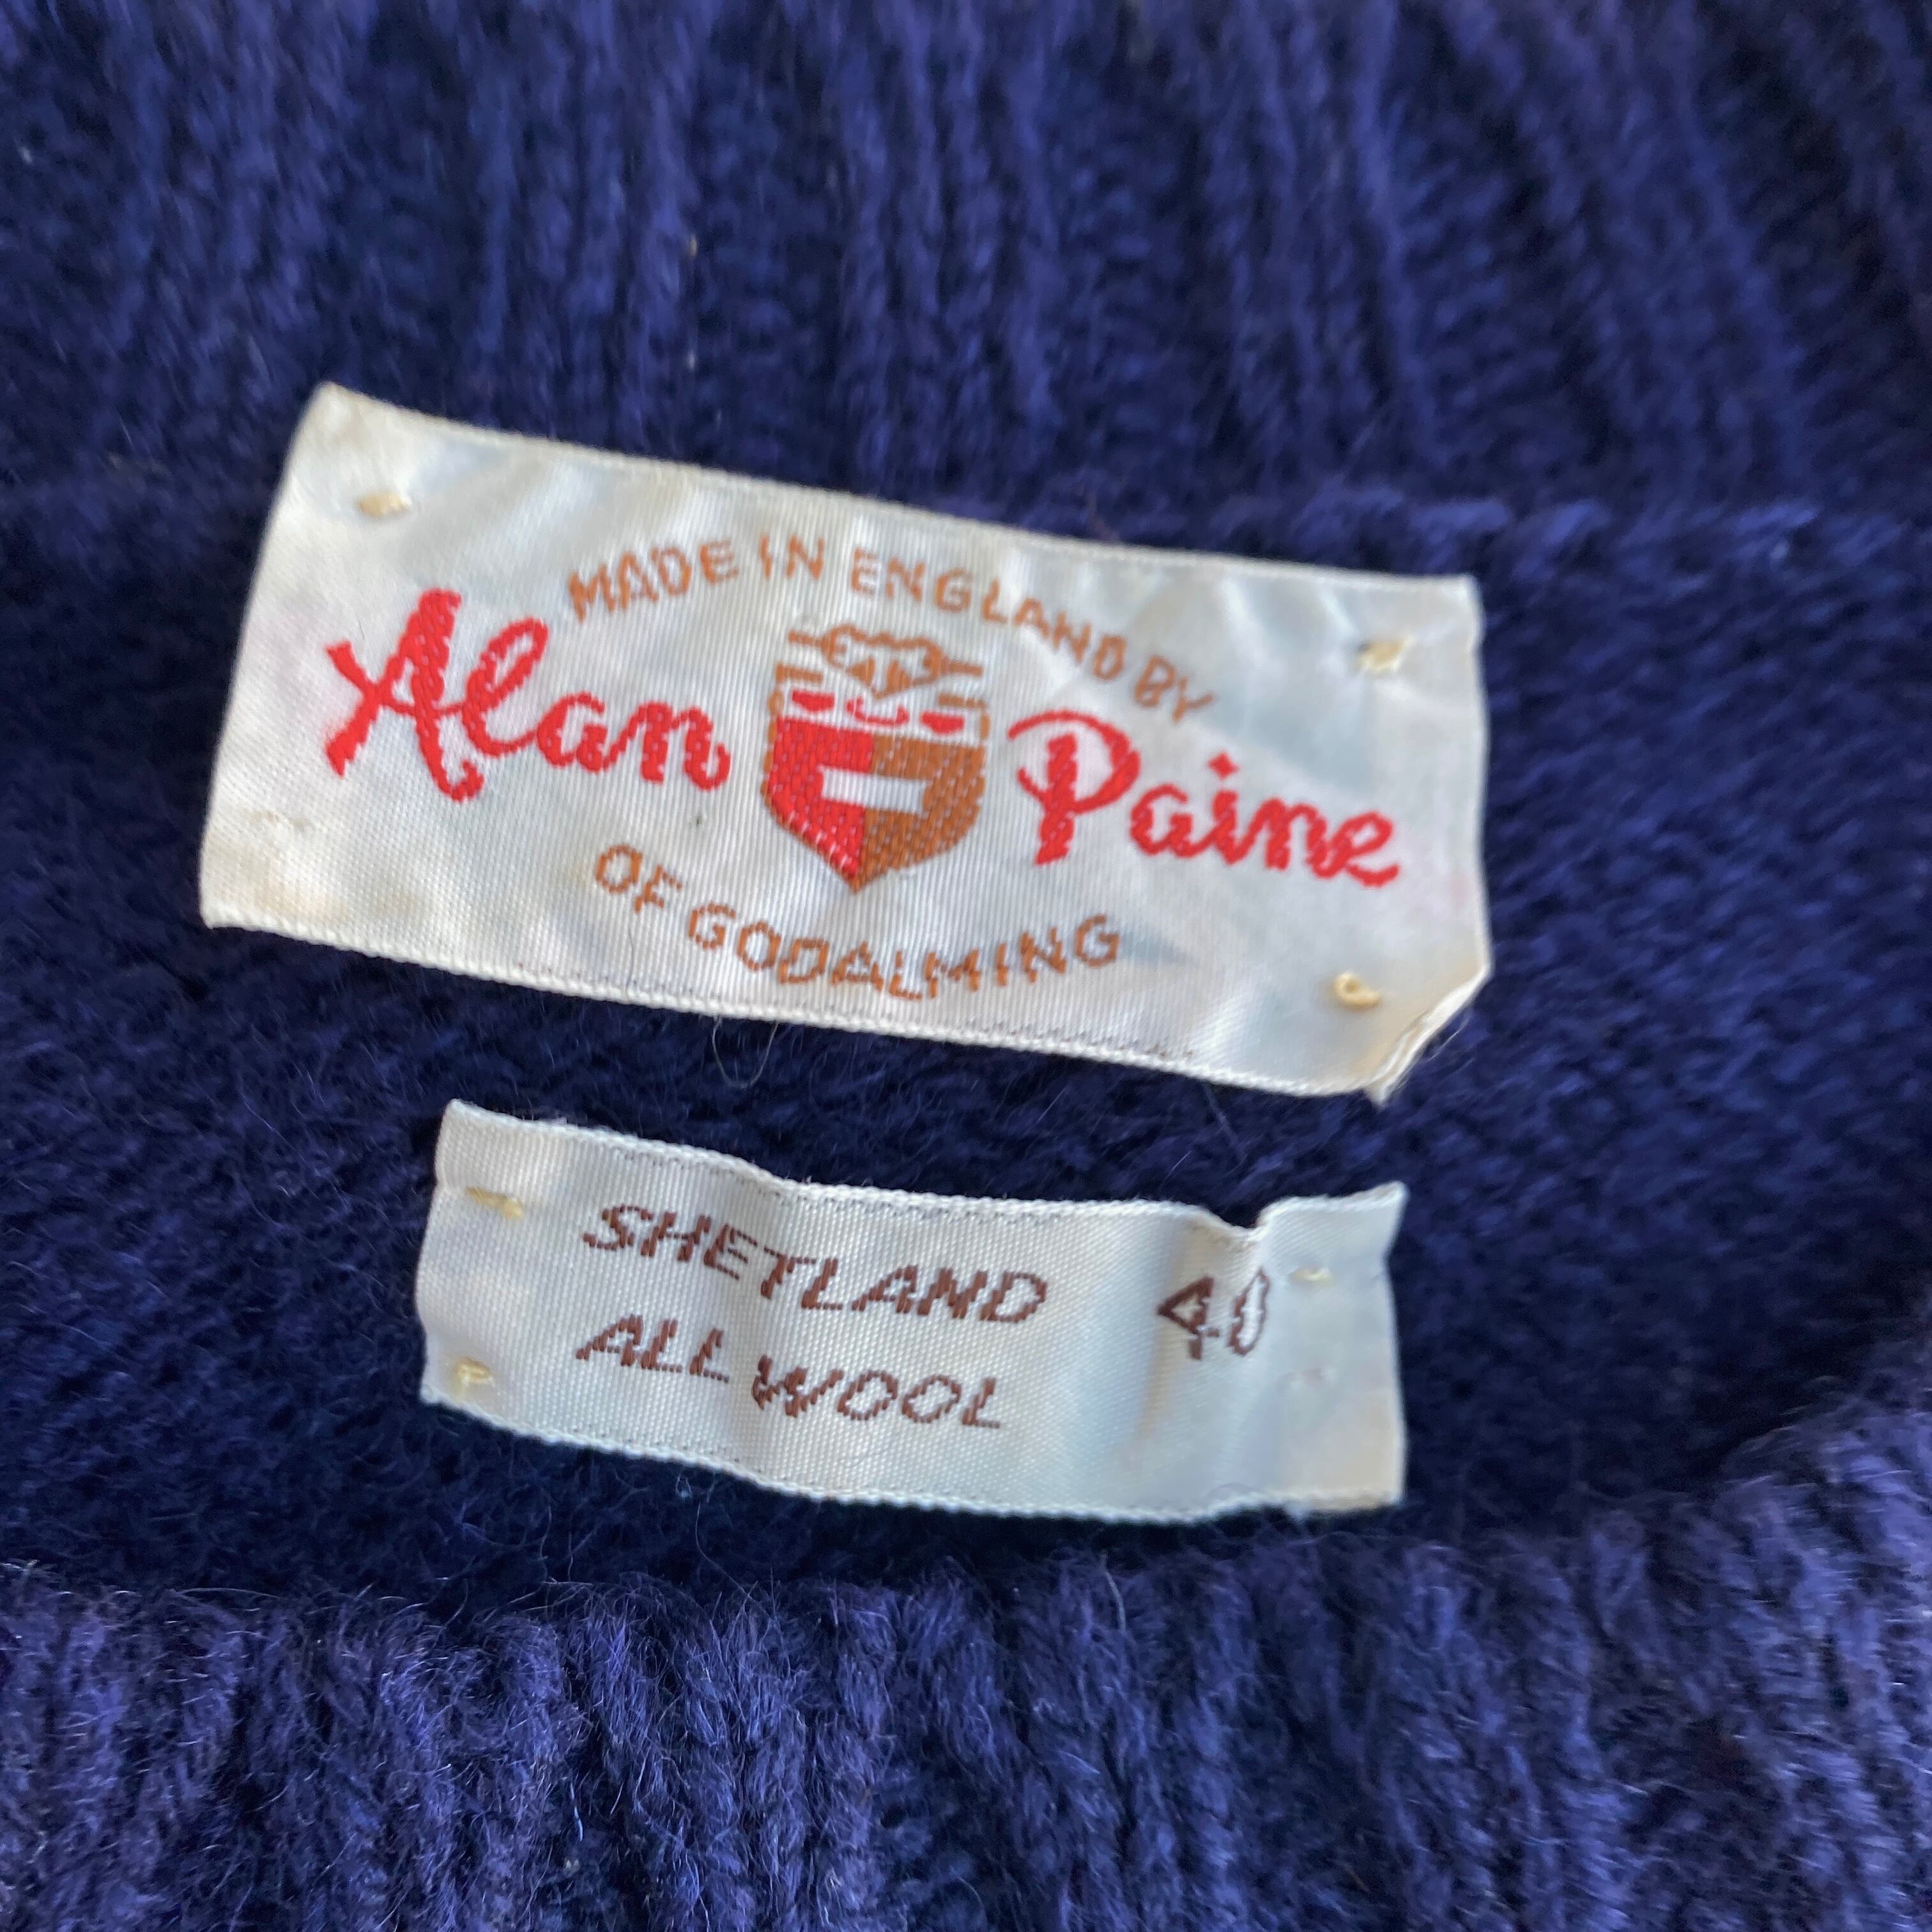 MADE IN ENGLAND BY
Alan Paine
OF GODALMING
SHETLAND 40
ALL WOOL